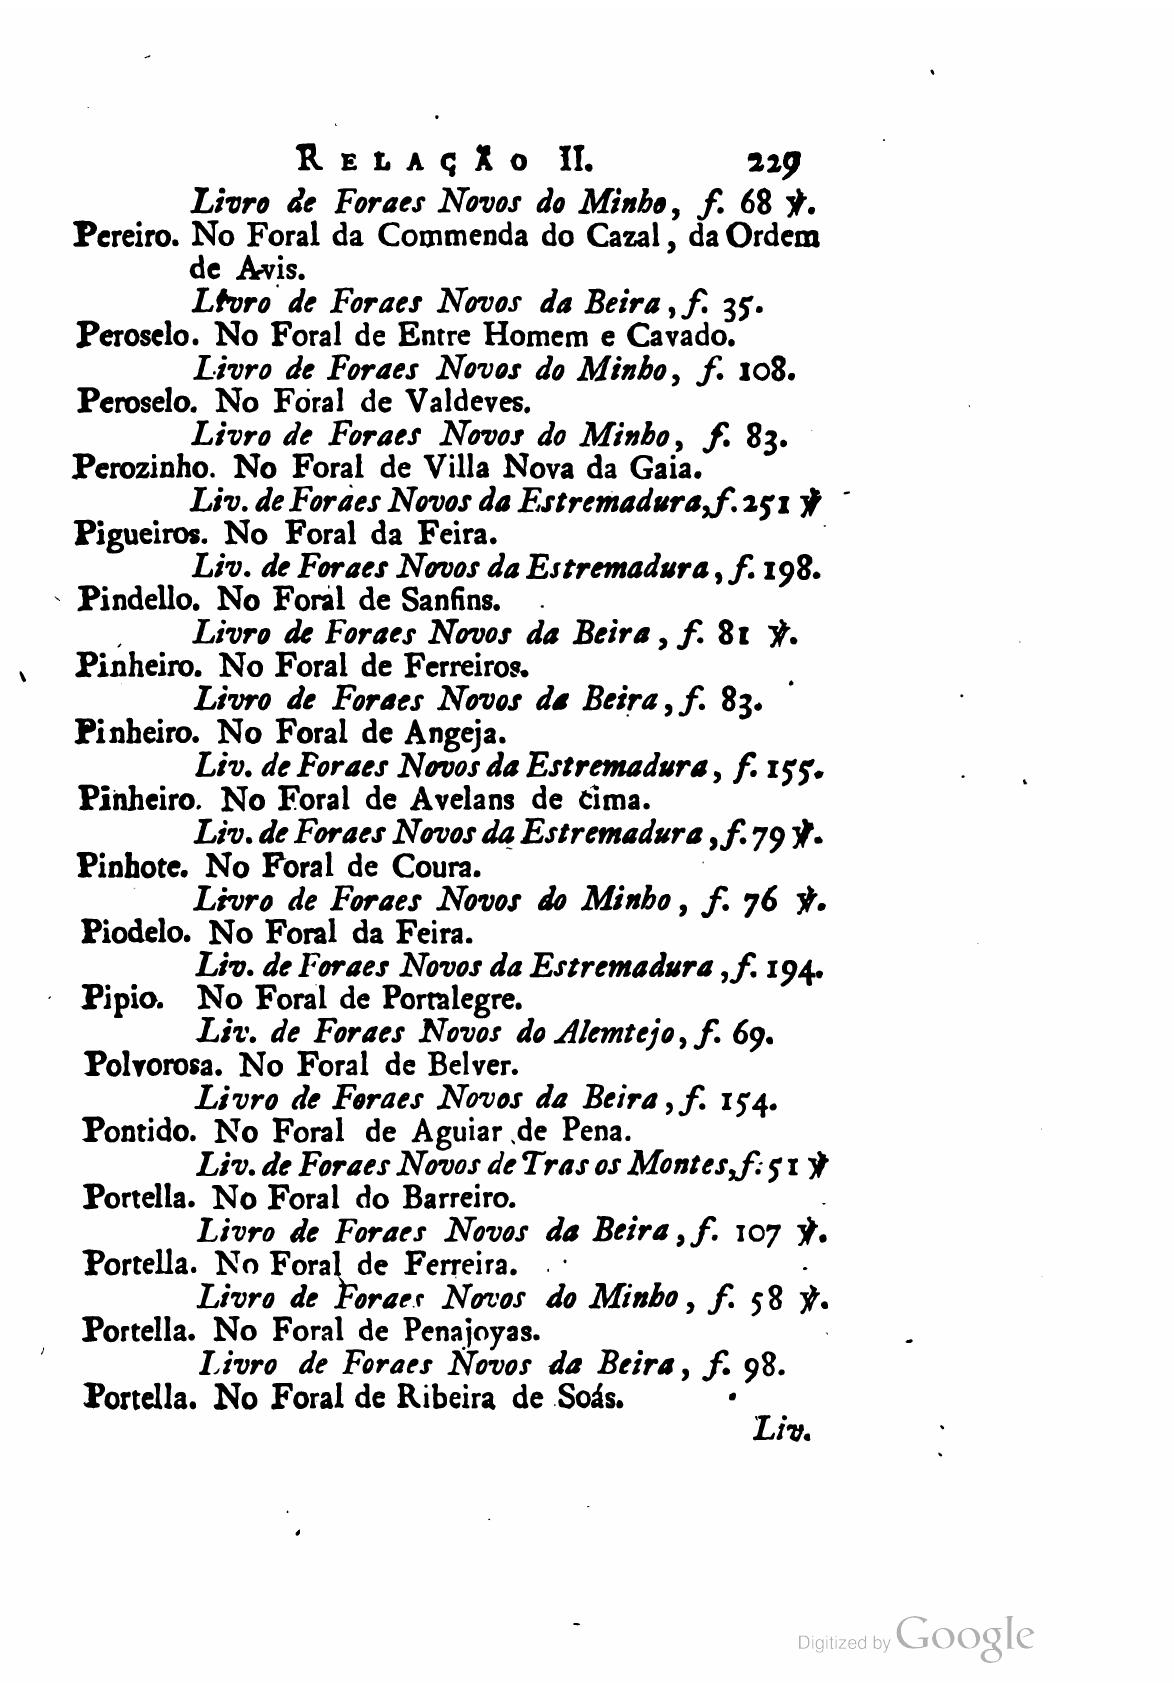 RELAÇÃO II. 229
Livro de Foraes Novos do Minho, f. 68 ℣.
Pereiro. No Foral da Commenda do Cazal, da Ordem
de Avis.
Livro de Foraes Novos da Beira, f. 35.
Peroselo. No Foral de Entre Homem e Cavado.
Livro de Foraes Novos do Minho, f. 108.
Peroselo. No Foral de Valdeves.
Livro de Foraes Novos do Minho, f. 83.
Perozinho. No Foral de Villa Nova da Gaia.
Liv. de Foraes Novos da Estremadura, f. 251 ℣
Pigueiros. No Foral da Feira.
Liv. de Foraes Novos da Estremadura, f. 198.
Pindello. No Foral de Sanfins.
Livro de Foraes Novos da Beira, f. 81 ℣.
Pinheiro. No Foral de Ferreiros.
Livro de Foraes Novos da Beira, f. 83.
Pinheiro. No Foral de Angeja.
Liv. de Foraes Novos da Estremadura, f. 155.
Pinheiro. No Foral de Avelans de cima.
Liv. de Foraes Novos da Estremadura, f. 79 ℣.
Pinhote. No Foral de Coura.
Livro de Foraes Novos do Minho, f. 76 ℣.
Piodelo. No Foral da Feira.
Liv. de Foraes Novos da Estremadura, f. 194.
Pipio. No Foral de Portalegre.
Liv. de Foraes Novos do Alemtejo, f. 69.
Polvorosa. No Foral de Belver.
Livro de Foraes Novos da Beira, f. 154.
Pontido. No Foral de Aguiar de Pena.
Liv. de Foraes Novos de Tras os Montes, f. 51 ℣
Portella. No Foral do Barreiro.
Livro de Foraes Novos da Beira, f. 107 ℣.
Portella. No Foral de Ferreira.
Livro de Foraes Novos do Minho, f. 58 ℣.
Portella. No Foral de Penajoyas.
Livro de Foraes Novos da Beira, f. 98.
Portella. No Foral de Ribeira de Soás.
Liv.
Digitized by Google